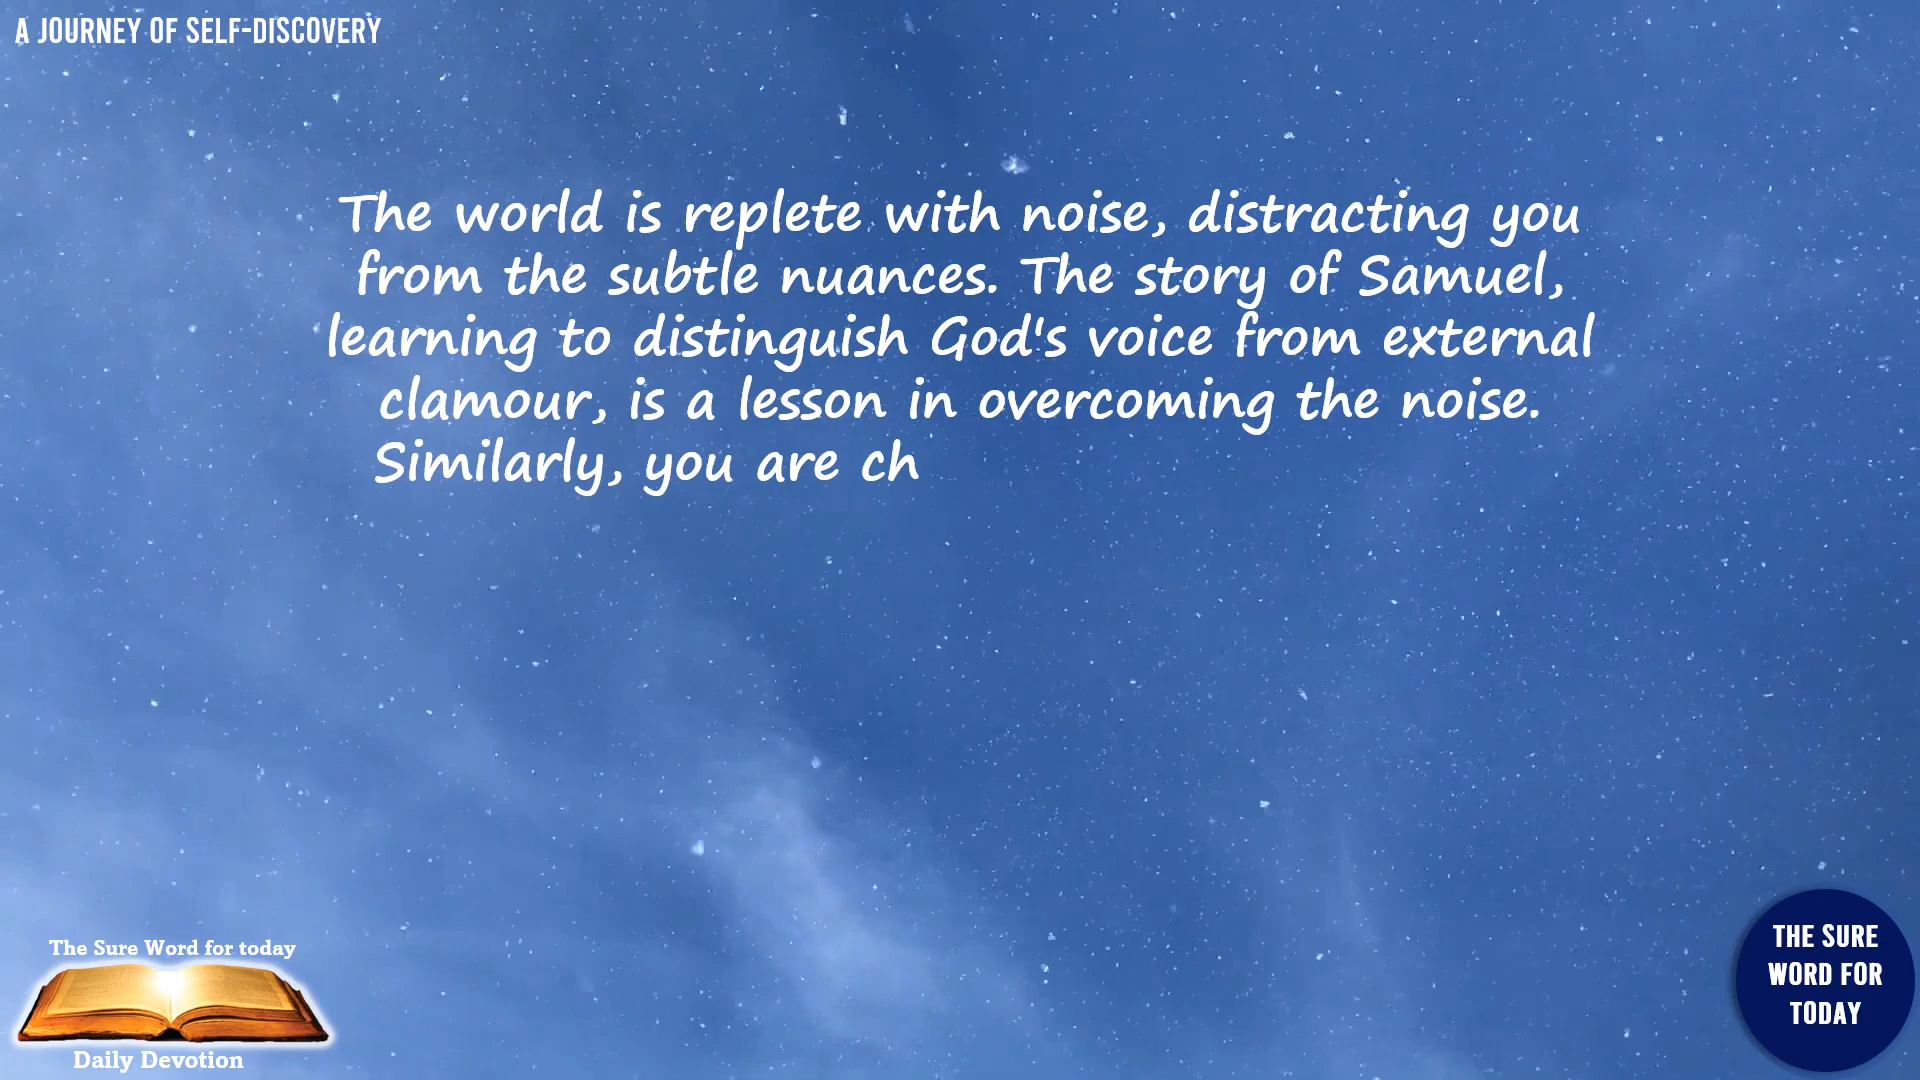 A JOURNEY OF SELF-DISCOVERY
The world is replete with noise, distracting you
from the subtle nuances. The story of Samuel,
learning to distinguish God's voice from external
clamour, is a lesson in overcoming the noise.
Similarly, you are ch
The Sure Word for today
Daily Devotion
THE SURE
WORD FOR
TODAY